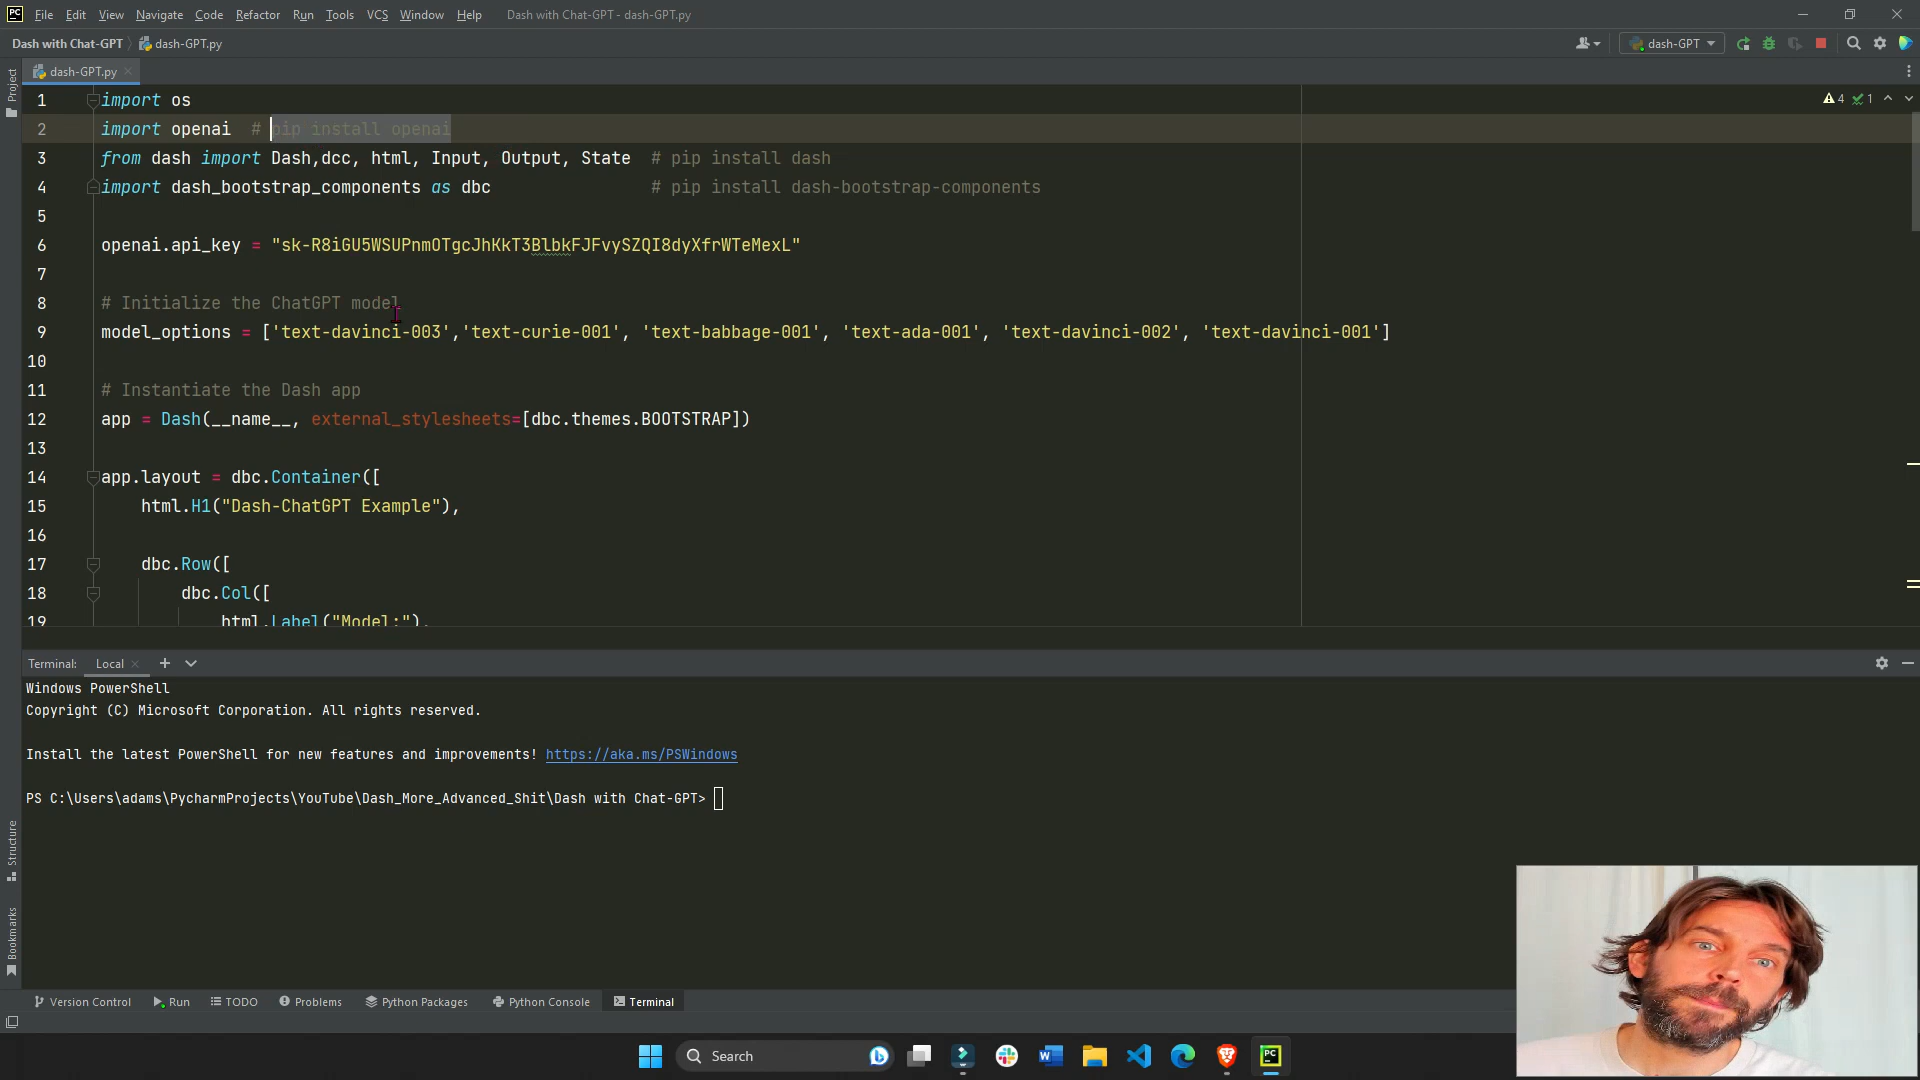 PC File Edit View Navigate Code Refactor Run Tools VCS Window Help Dash with Chat-GPT - dash-GPT.py
Dash with Chat-GPT dash-GPT.py dash-GPT
Project
dash-GPT.py
1 import os 4 1
2 import openai # pip install openai
3 from dash import Dash,dcc, html, Input, Output, State # pip install dash
4 import dash_bootstrap_components as dbc # pip install dash-bootstrap-components
5
6 openai.api_key = "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"
7
8 # Initialize the ChatGPT model
9 model_options = ['text-davinci-003','text-curie-001', 'text-babbage-001', 'text-ada-001', 'text-davinci-002', 'text-davinci-001']
10
11 # Instantiate the Dash app
12 app = Dash(__name__, external_stylesheets=[dbc.themes.BOOTSTRAP])
13
14 app.layout = dbc.Container([
15 html.H1("Dash-ChatGPT Example"),
16
17 dbc.Row([
18 dbc.Col([
19 html.Label("Model:"),
Terminal: Local
Windows PowerShell
Copyright (C) Microsoft Corporation. All rights reserved.
Install the latest PowerShell for new features and improvements! https://aka.ms/PSWindows
PS C:\Users\adams\PycharmProjects\YouTube\Dash_More_Advanced_Shit\Dash with Chat-GPT>
Structure
Bookmarks
Version Control Run TODO Problems Python Packages Python Console Terminal
Search